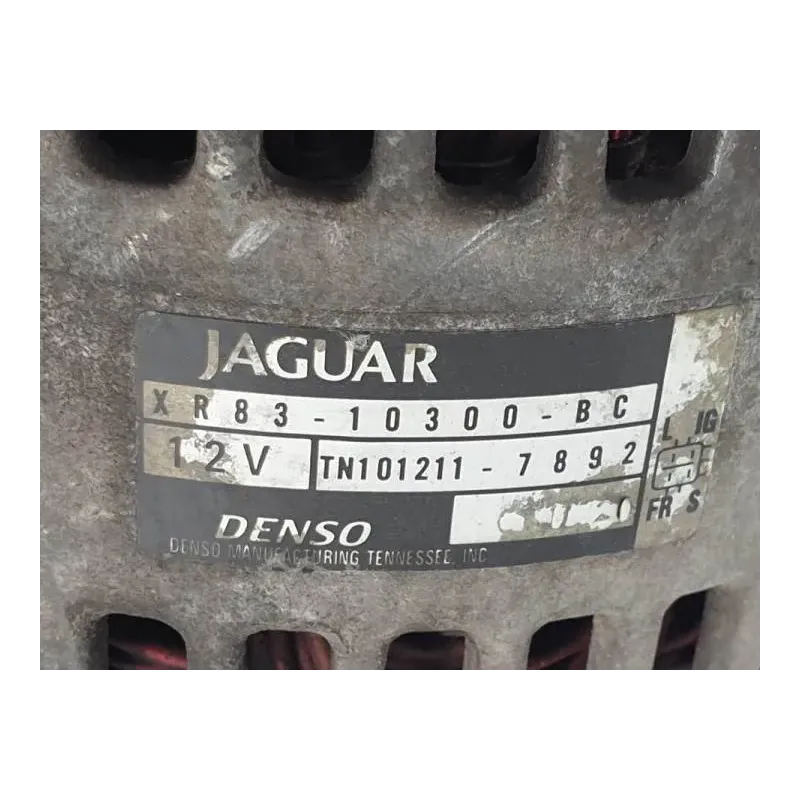 JAGUAR
XR83-10300-BC
12V TN101211-7892
L IG
FR S
DENSO
DENSO MANUFACTURING TENNESSEE, INC